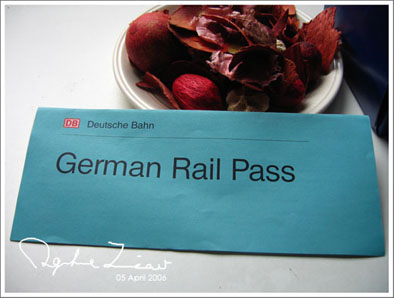 DB Deutsche Bahn
German Rail Pass
05 April 2006